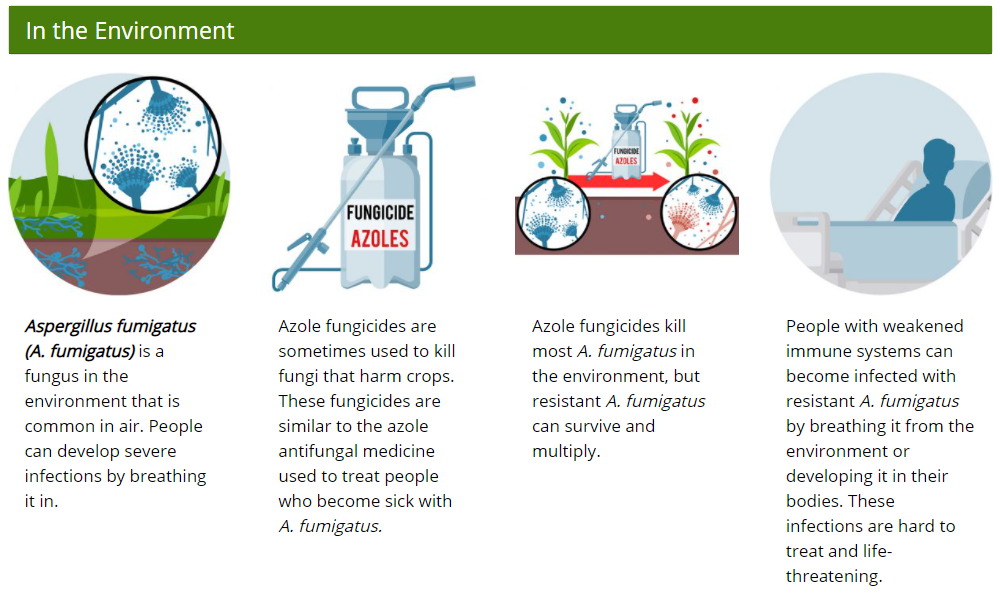 In the Environment
FUNGICIDE
AZOLES
FUNGICIDE
AZOLES
Aspergillus fumigatus
(A. fumigatus) is a
fungus in the
environment that is
common in air. People
can develop severe
infections by breathing
it in.
Azole fungicides are
sometimes used to kill
fungi that harm crops.
These fungicides are
similar to the azole
antifungal medicine
used to treat people
who become sick with
A. fumigatus.
Azole fungicides kill
most A. fumigatus in
the environment, but
resistant A. fumigatus
can survive and
multiply.
People with weakened
immune systems can
become infected with
resistant A. fumigatus
by breathing it from the
environment or
developing it in their
bodies. These
infections are hard to
treat and life-
threatening.